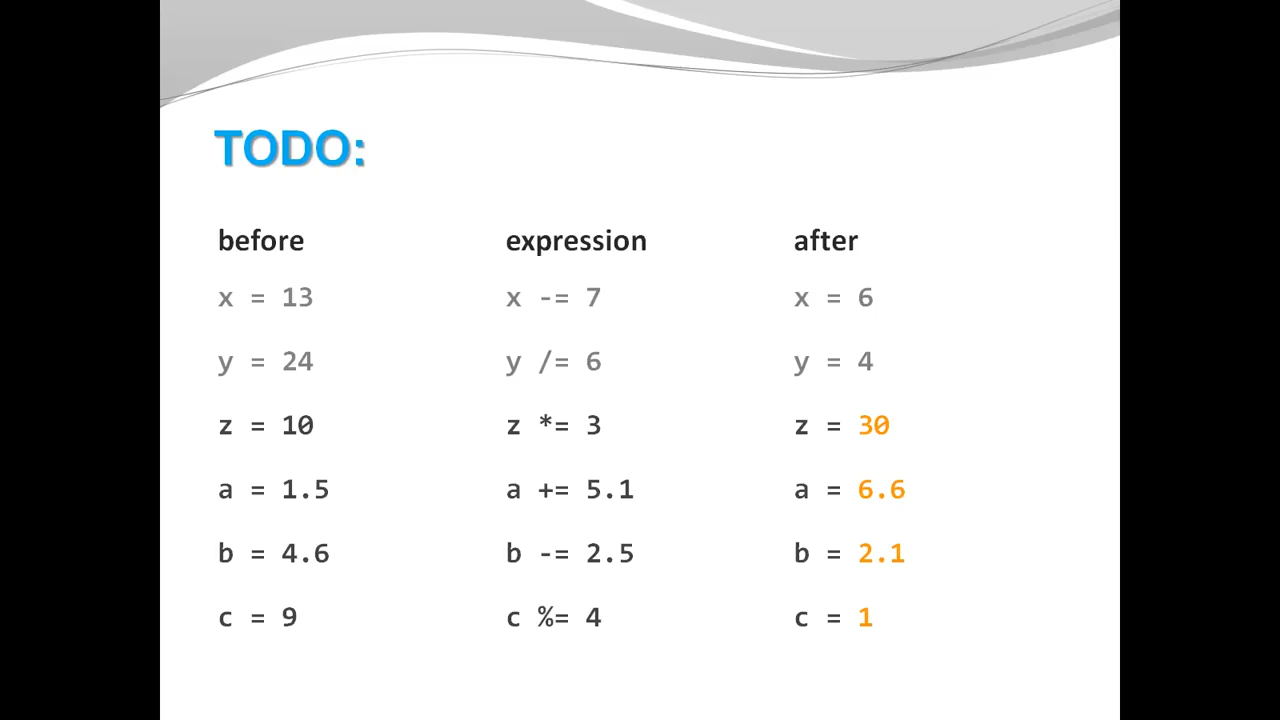 TODO:
before expression after
x = 13 x -= 7 x = 6
y = 24 y /= 6 y = 4
z = 10 z *= 3 z = 30
a = 1.5 a += 5.1 a = 6.6
b = 4.6 b -= 2.5 b = 2.1
c = 9 c %= 4 c = 1